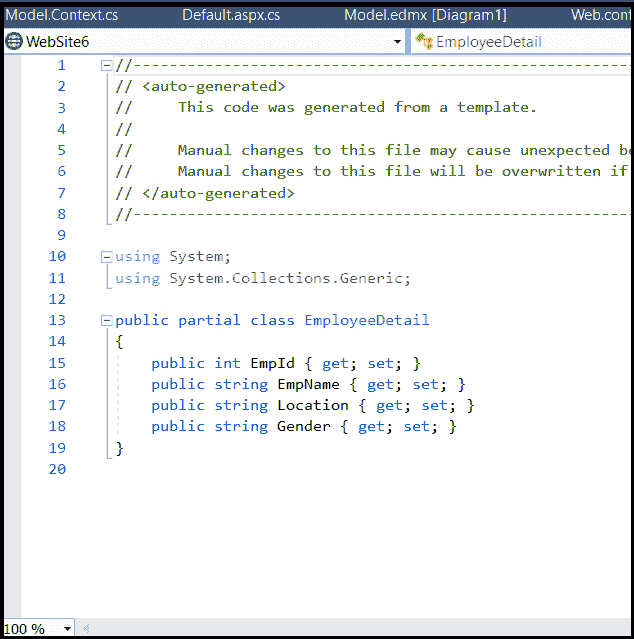 Model.Context.cs Default.aspx.cs Model.edmx [Diagram1] Web.conf
WebSite6 EmployeeDetail
1 //-------------------------------------------------------
2 // <auto-generated>
3 //     This code was generated from a template.
4 //
5 //     Manual changes to this file may cause unexpected be
6 //     Manual changes to this file will be overwritten if
7 // </auto-generated>
8 //-------------------------------------------------------
9
10 using System;
11 using System.Collections.Generic;
12
13 public partial class EmployeeDetail
14 {
15     public int EmpId { get; set; }
16     public string EmpName { get; set; }
17     public string Location { get; set; }
18     public string Gender { get; set; }
19 }
20
100 %